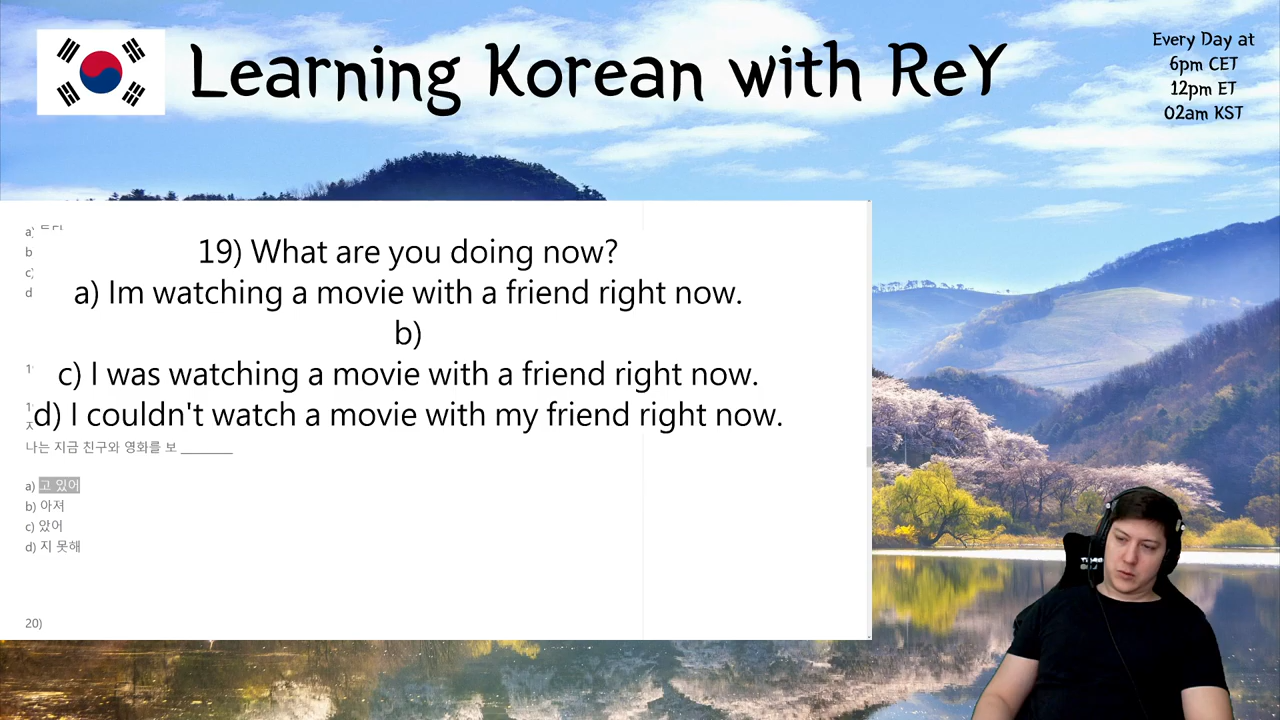 Learning Korean with ReY
Every Day at
6pm CET
12pm ET
02am KST
a)
b
c)
d
19) What are you doing now?
a) Im watching a movie with a friend right now.
b)
c) I was watching a movie with a friend right now.
d) I couldn't watch a movie with my friend right now.
나는 지금 친구와 영화를 보 ________
a) 고 있어
b) 아져
c) 았어
d) 지 못해
20)